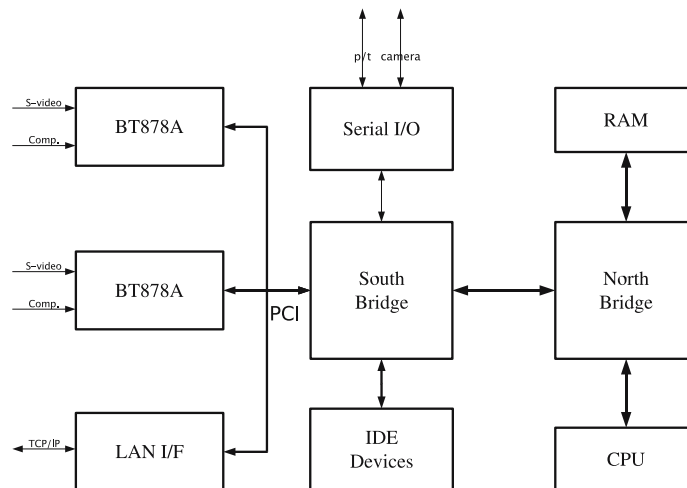 p/t camera
S-video
BT878A
Comp.
Serial I/O
RAM
S-video
BT878A
Comp.
PCI
South
Bridge
North
Bridge
TCP/IP
LAN I/F
IDE
Devices
CPU